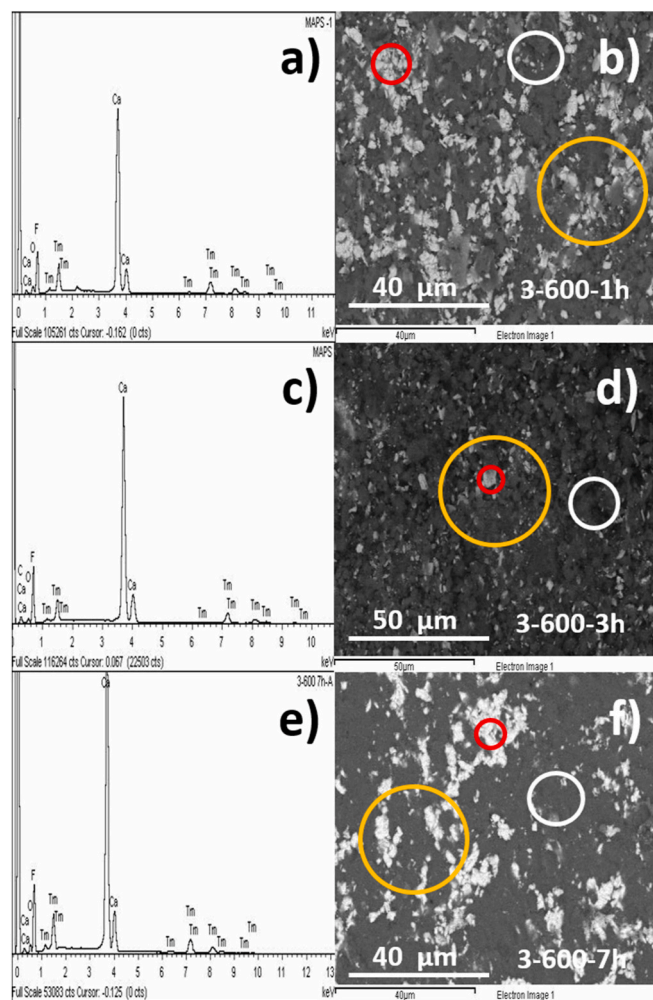 MAPS -1
a)
Ca
F
O
Ca
Ca
Tm
Tm
Tm
Ca
Tm
Tm
Tm
Tm
Tm
Tm
0 1 2 3 4 5 6 7 8 9 10 11
Full Scale 105261 cts Cursor: -0.162 (0 cts)
keV
b)
40 μm
3-600-1h
40μm
Electron Image 1
MAPS
c)
Ca
C
F
Ca
O
Ca
Tm
Tm
Tm
Ca
Tm
Tm
Tm
Tm
Tm
Tm
0 1 2 3 4 5 6 7 8 9 10
Full Scale 116264 cts Cursor: 0.067 (22503 cts)
keV
d)
50 μm
3-600-3h
50μm
Electron Image 1
3-600 7h-A
e)
Ca
F
O
Ca
Ca
Tm
Tm
Tm
Ca
Tm
Tm
Tm
Tm
Tm
Tm
0 1 2 3 4 5 6 7 8 9 10 11 12 13
Full Scale 53083 cts Cursor: -0.125 (0 cts)
keV
f)
40 μm
3-600-7h
40μm
Electron Image 1